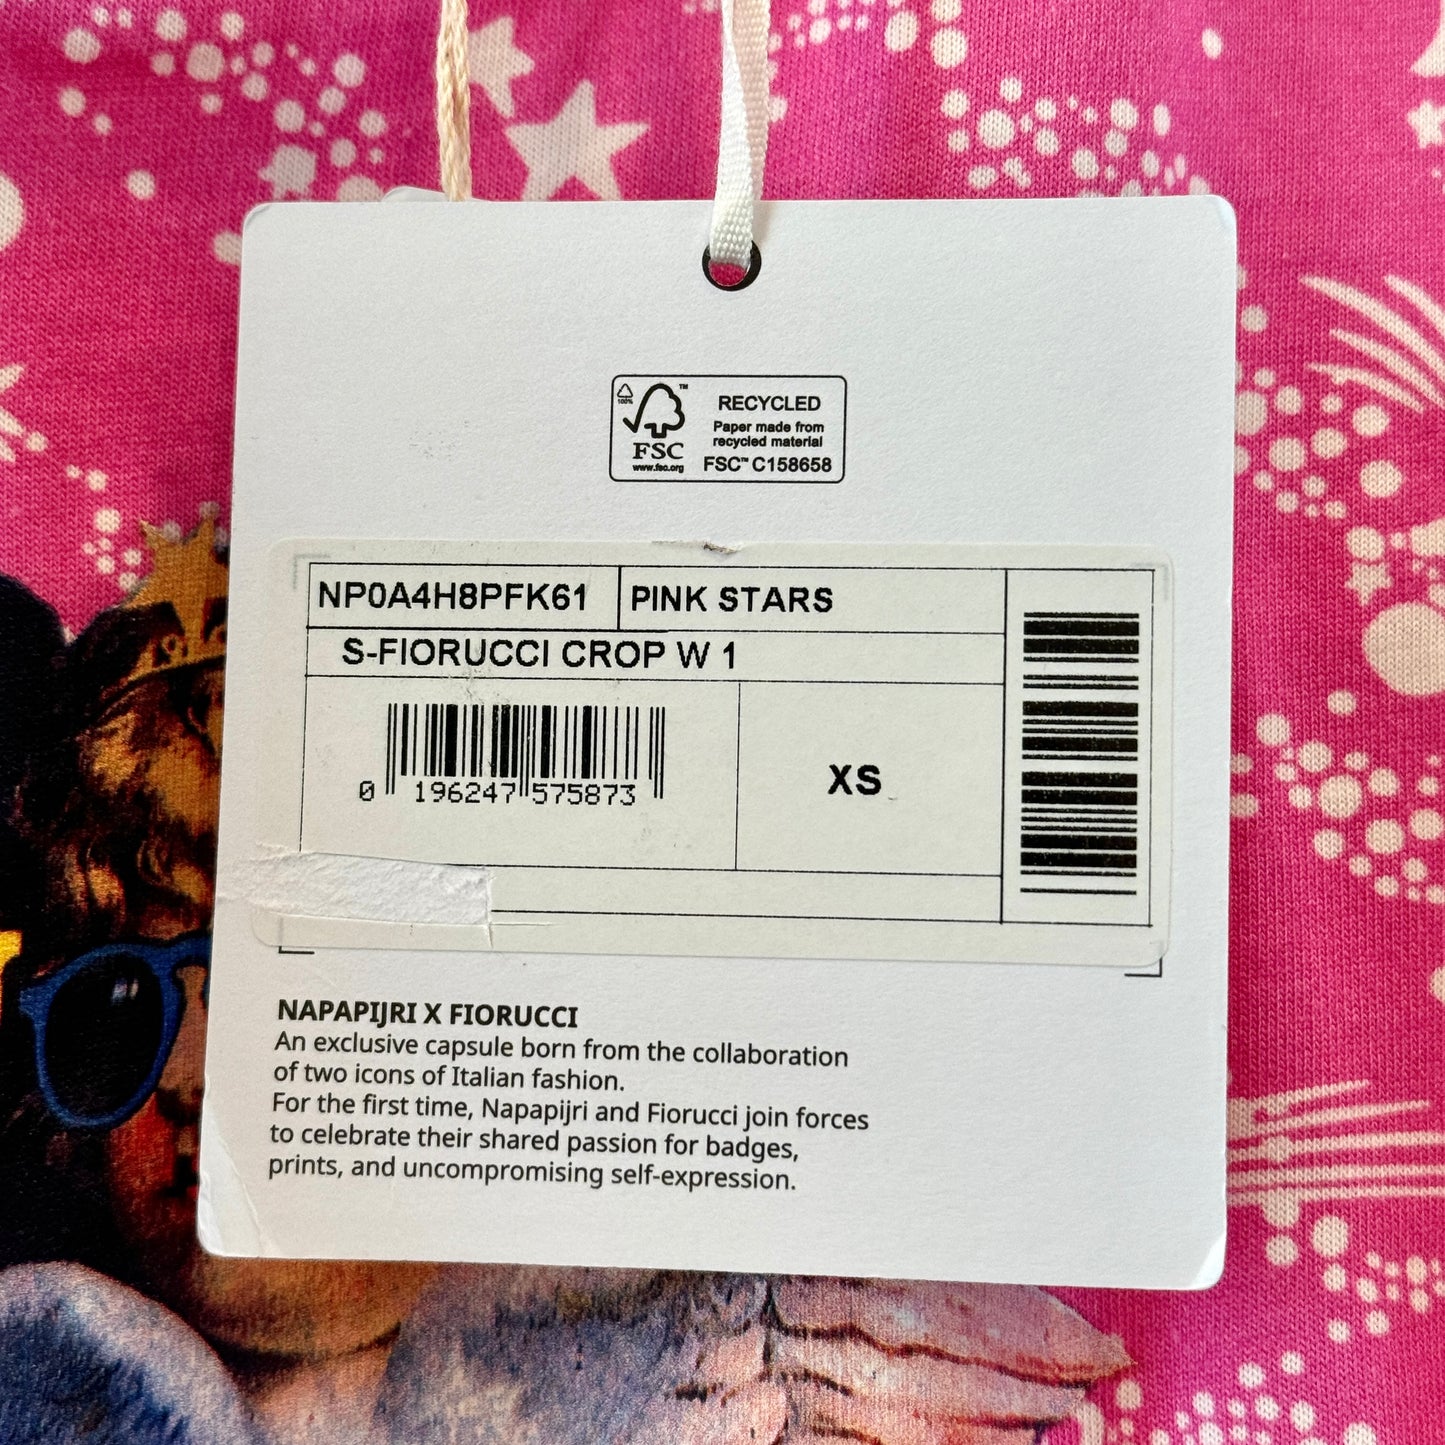 100%
FSC
www.fsc.org
™
RECYCLED
Paper made from
recycled material
FSC™ C158658
NP0A4H8PFK61 PINK STARS
S-FIORUCCI CROP W 1
0 196247 575873
XS
NAPAPIJRI X FIORUCCI
An exclusive capsule born from the collaboration
of two icons of Italian fashion.
For the first time, Napapijri and Fiorucci join forces
to celebrate their shared passion for badges,
prints, and uncompromising self-expression.